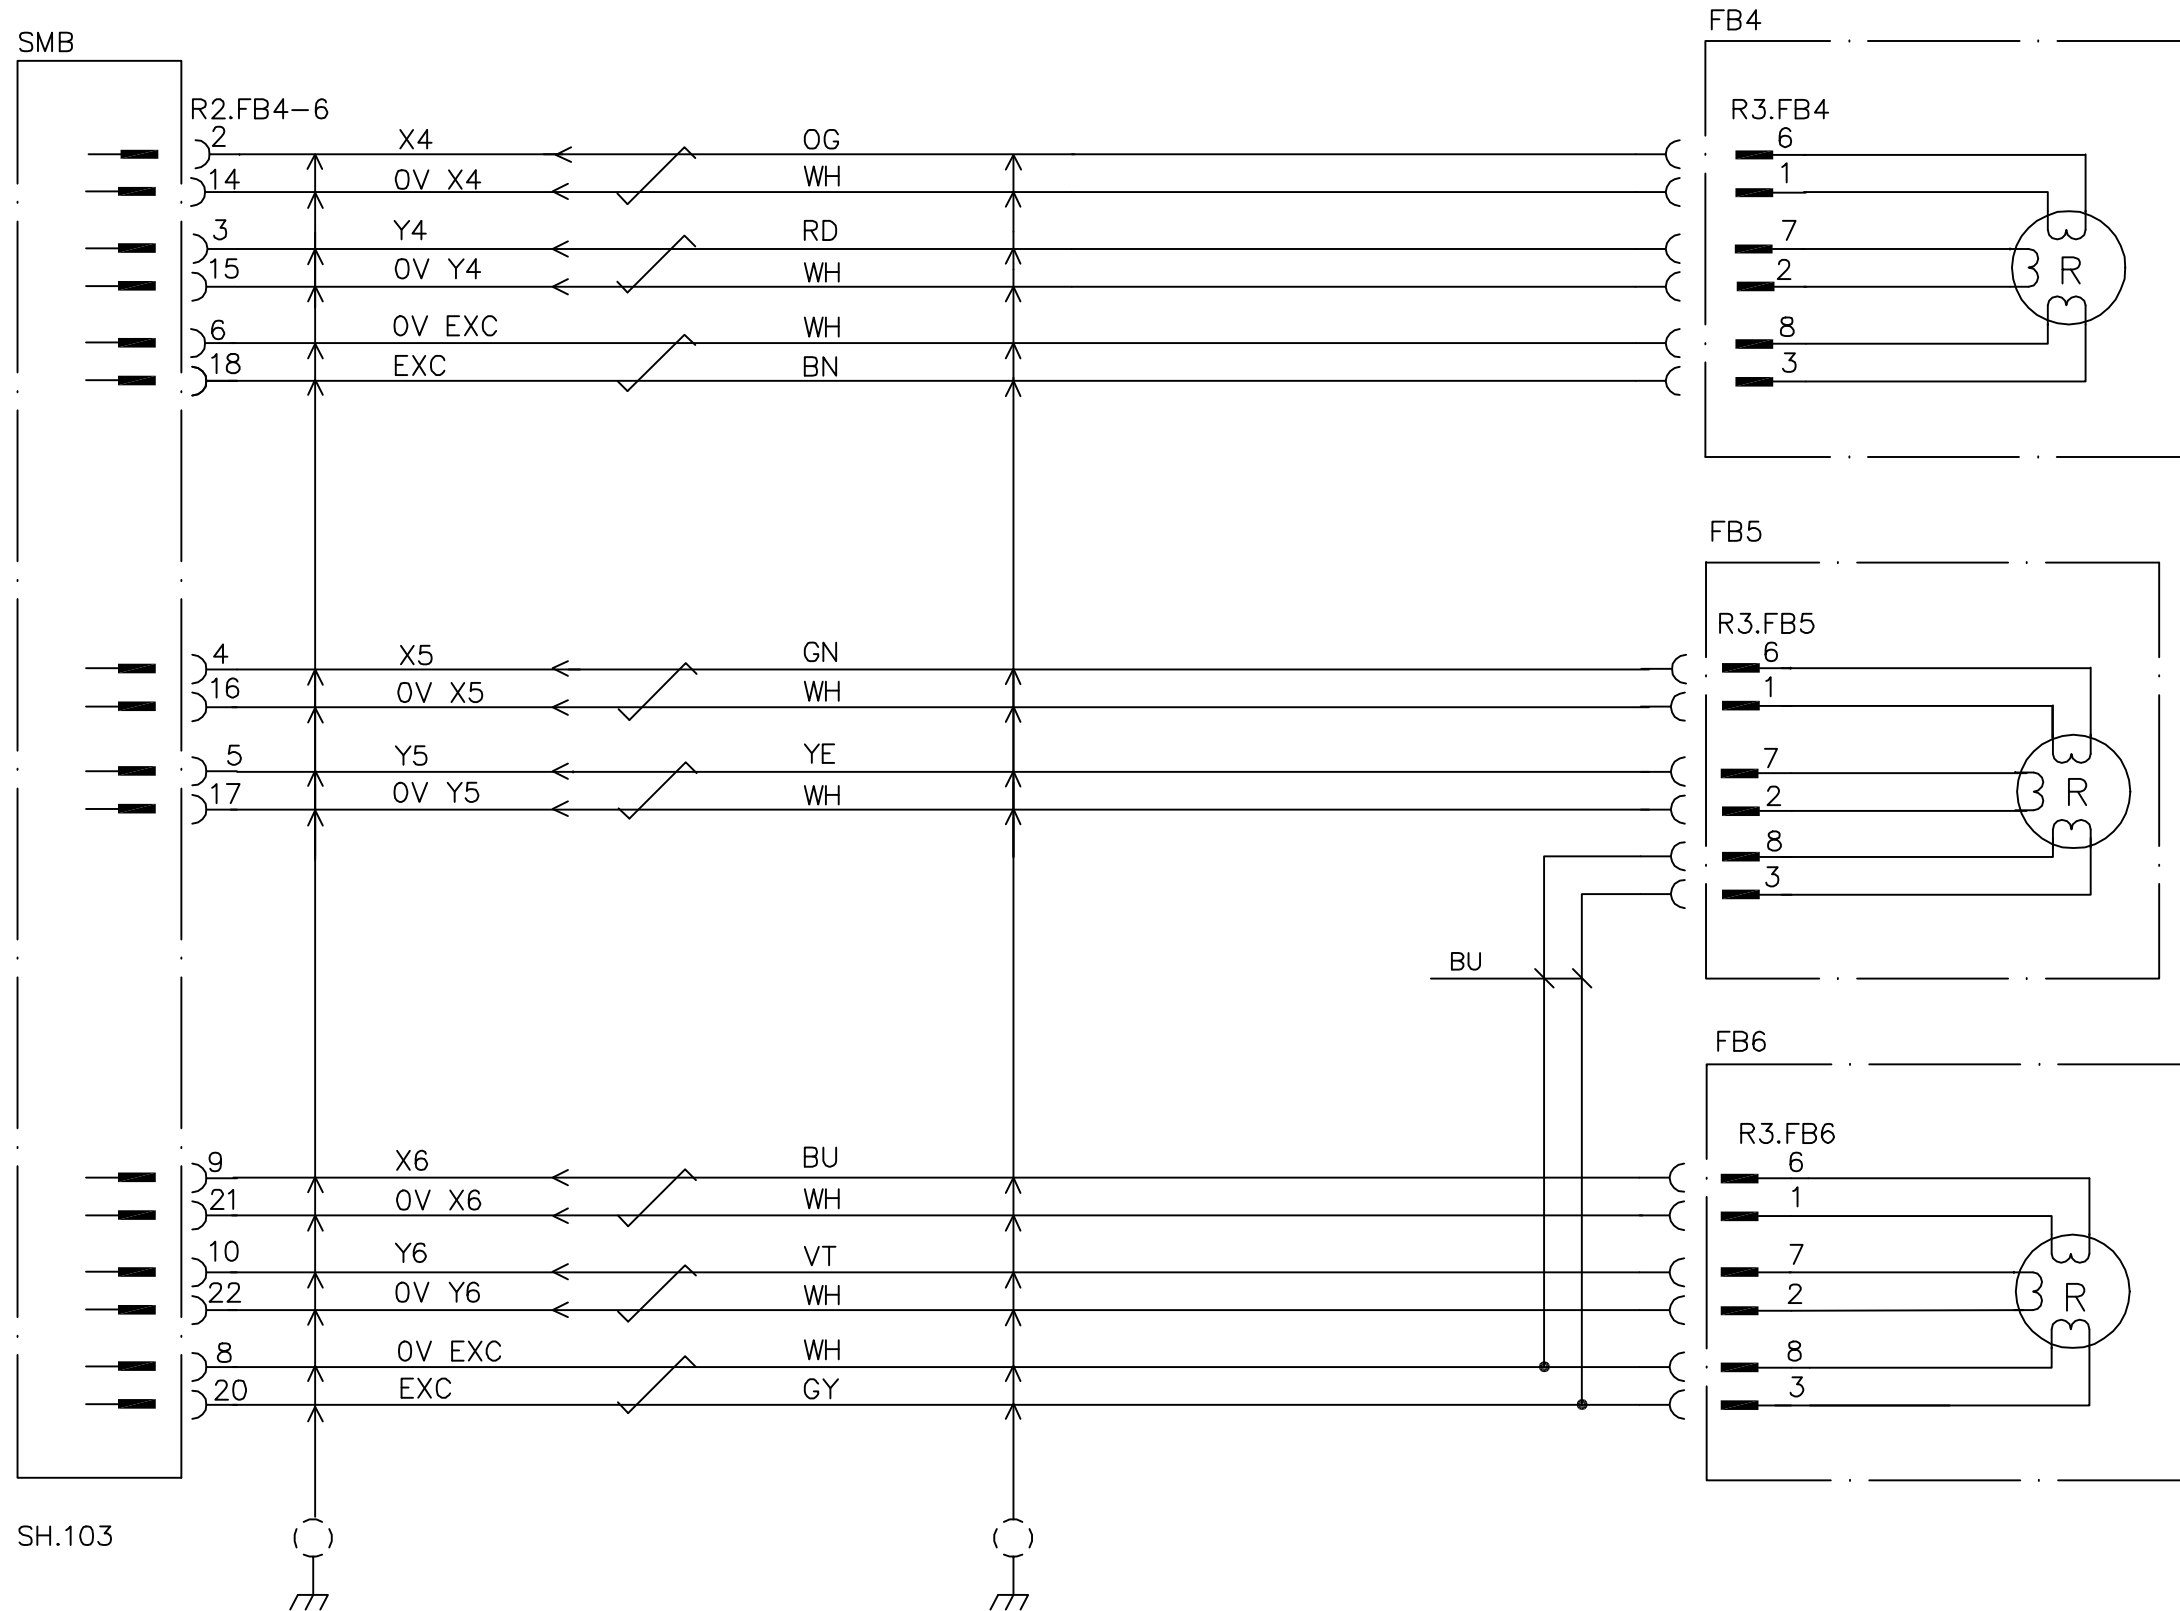 FB4
SMB
R2.FB4-6
R3.FB4
2 X4 OG 6
14 0V X4 WH 1
3 Y4 RD 7
15 0V Y4 WH 2
R
6 0V EXC WH 8
18 EXC BN 3
FB5
R3.FB5
4 X5 GN 6
16 0V X5 WH 1
5 Y5 YE 7
17 0V Y5 WH 2
R
8
3
BU
FB6
R3.FB6
9 X6 BU 6
21 0V X6 WH 1
10 Y6 VT 7
22 0V Y6 WH 2
R
8 0V EXC WH 8
20 EXC GY 3
SH.103